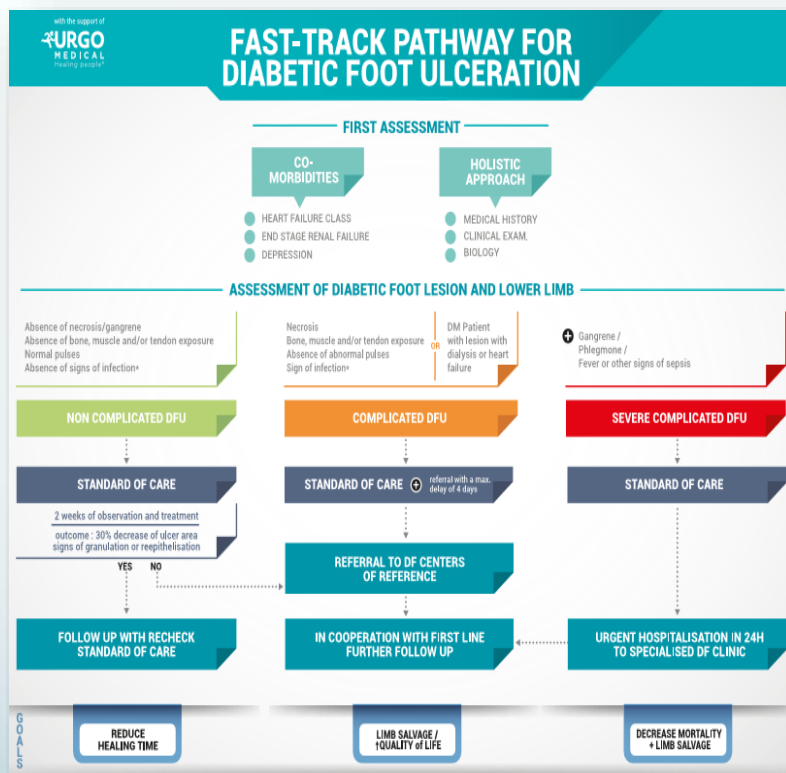 with the support of
URGO
MEDICAL
Healing people®
FAST-TRACK PATHWAY FOR
DIABETIC FOOT ULCERATION
FIRST ASSESSMENT
CO-
MORBIDITIES
HEART FAILURE CLASS
END STAGE RENAL FAILURE
DEPRESSION
HOLISTIC
APPROACH
MEDICAL HISTORY
CLINICAL EXAM.
BIOLOGY
ASSESSMENT OF DIABETIC FOOT LESION AND LOWER LIMB
Absence of necrosis/gangrene
Absence of bone, muscle and/or tendon exposure
Normal pulses
Absence of signs of infection*
Necrosis
Bone, muscle and/or tendon exposure
Absence of abnormal pulses
Sign of infection*
OR
DM Patient
with lesion with
dialysis or heart
failure
+ Gangrene /
Phlegmone /
Fever or other signs of sepsis
NON COMPLICATED DFU
COMPLICATED DFU
SEVERE COMPLICATED DFU
STANDARD OF CARE
STANDARD OF CARE + referral with a max.
delay of 4 days
STANDARD OF CARE
2 weeks of observation and treatment
outcome : 30% decrease of ulcer area
signs of granulation or reepithelisation
YES NO
REFERRAL TO DF CENTERS
OF REFERENCE
FOLLOW UP WITH RECHECK
STANDARD OF CARE
IN COOPERATION WITH FIRST LINE
FURTHER FOLLOW UP
URGENT HOSPITALISATION IN 24H
TO SPECIALISED DF CLINIC
GOALS
REDUCE
HEALING TIME
LIMB SALVAGE /
↑QUALITY of LIFE
DECREASE MORTALITY
+ LIMB SALVAGE